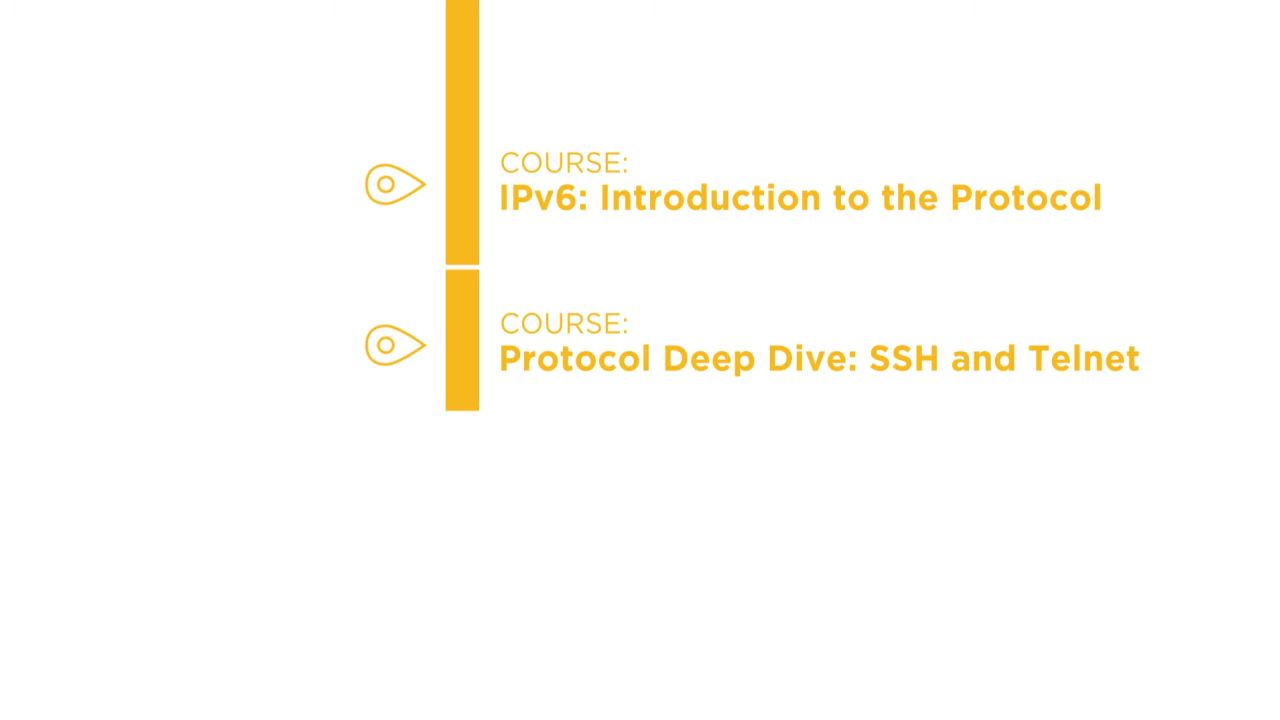 COURSE:
IPv6: Introduction to the Protocol
COURSE:
Protocol Deep Dive: SSH and Telnet